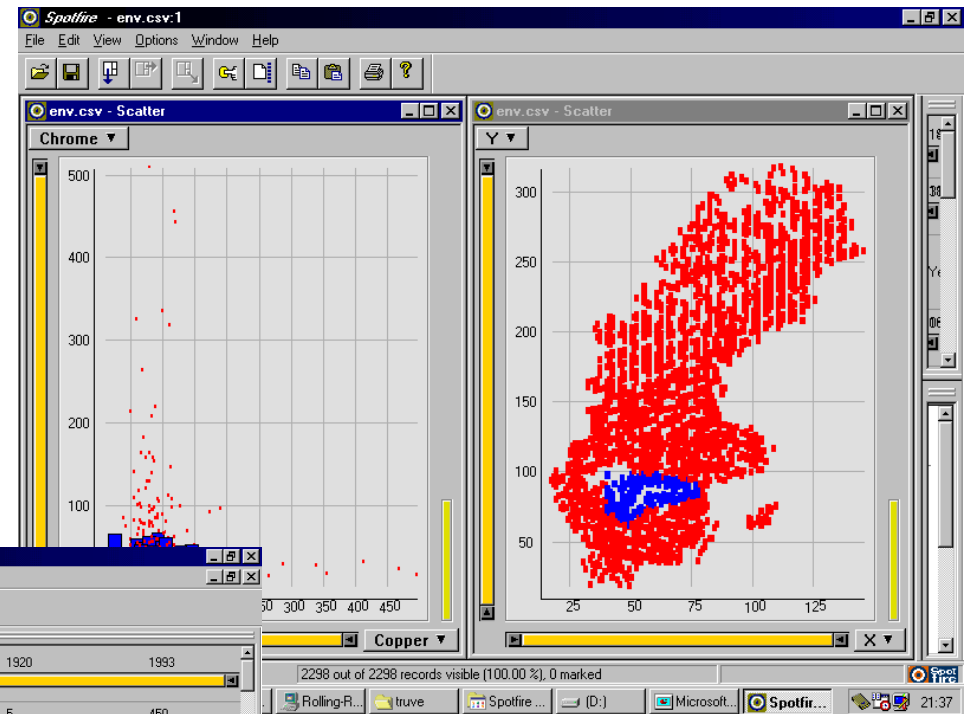 Spotfire - env.csv:1
File Edit View Options Window Help
env.csv - Scatter
env.csv - Scatter
Chrome
Y
500
400
300
200
100
300
250
200
150
100
50
300 350 400 450
25 50 75 100 125
Copper
X
1920 1993
450
2298 out of 2298 records visible (100.00 %), 0 marked
Spot
fire
Rolling-R... truve Spotfire ... (D:) Microsoft... Spotfir... 21:37